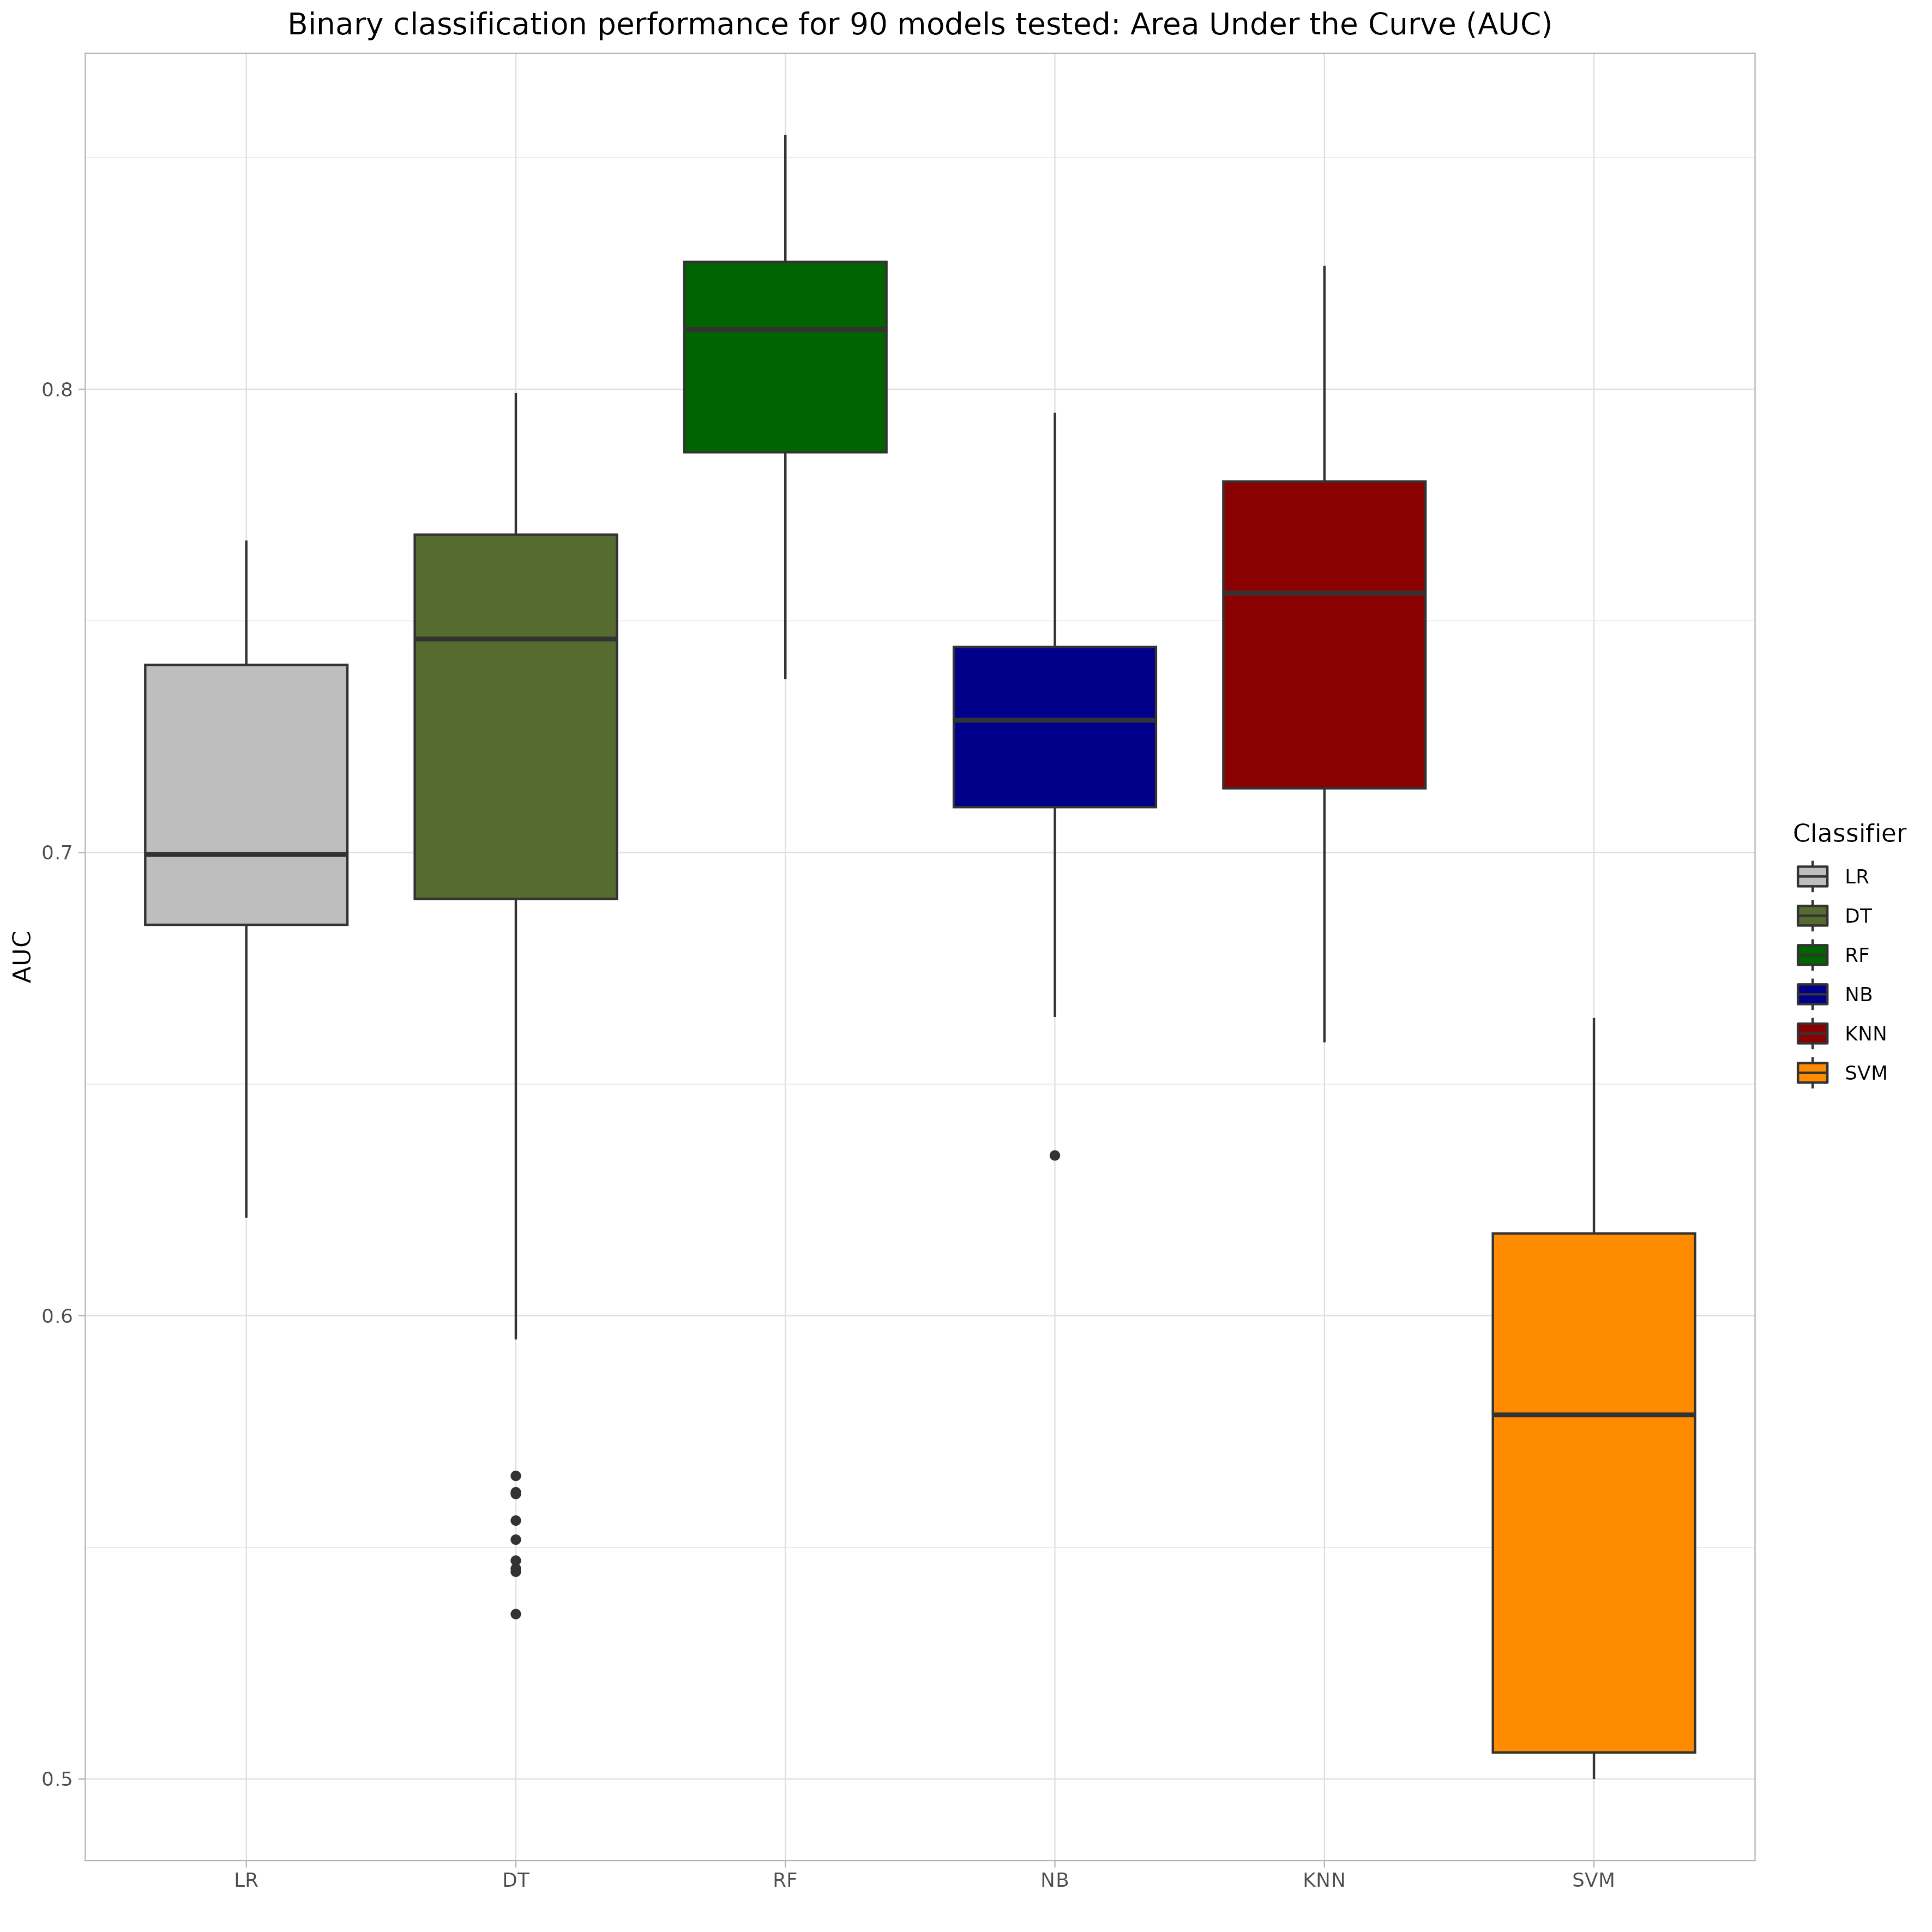 Binary classification performance for 90 models tested: Area Under the Curve (AUC)
AUC
0.8
0.7
0.6
0.5
LR
DT
RF
NB
KNN
SVM
Classifier
LR
DT
RF
NB
KNN
SVM